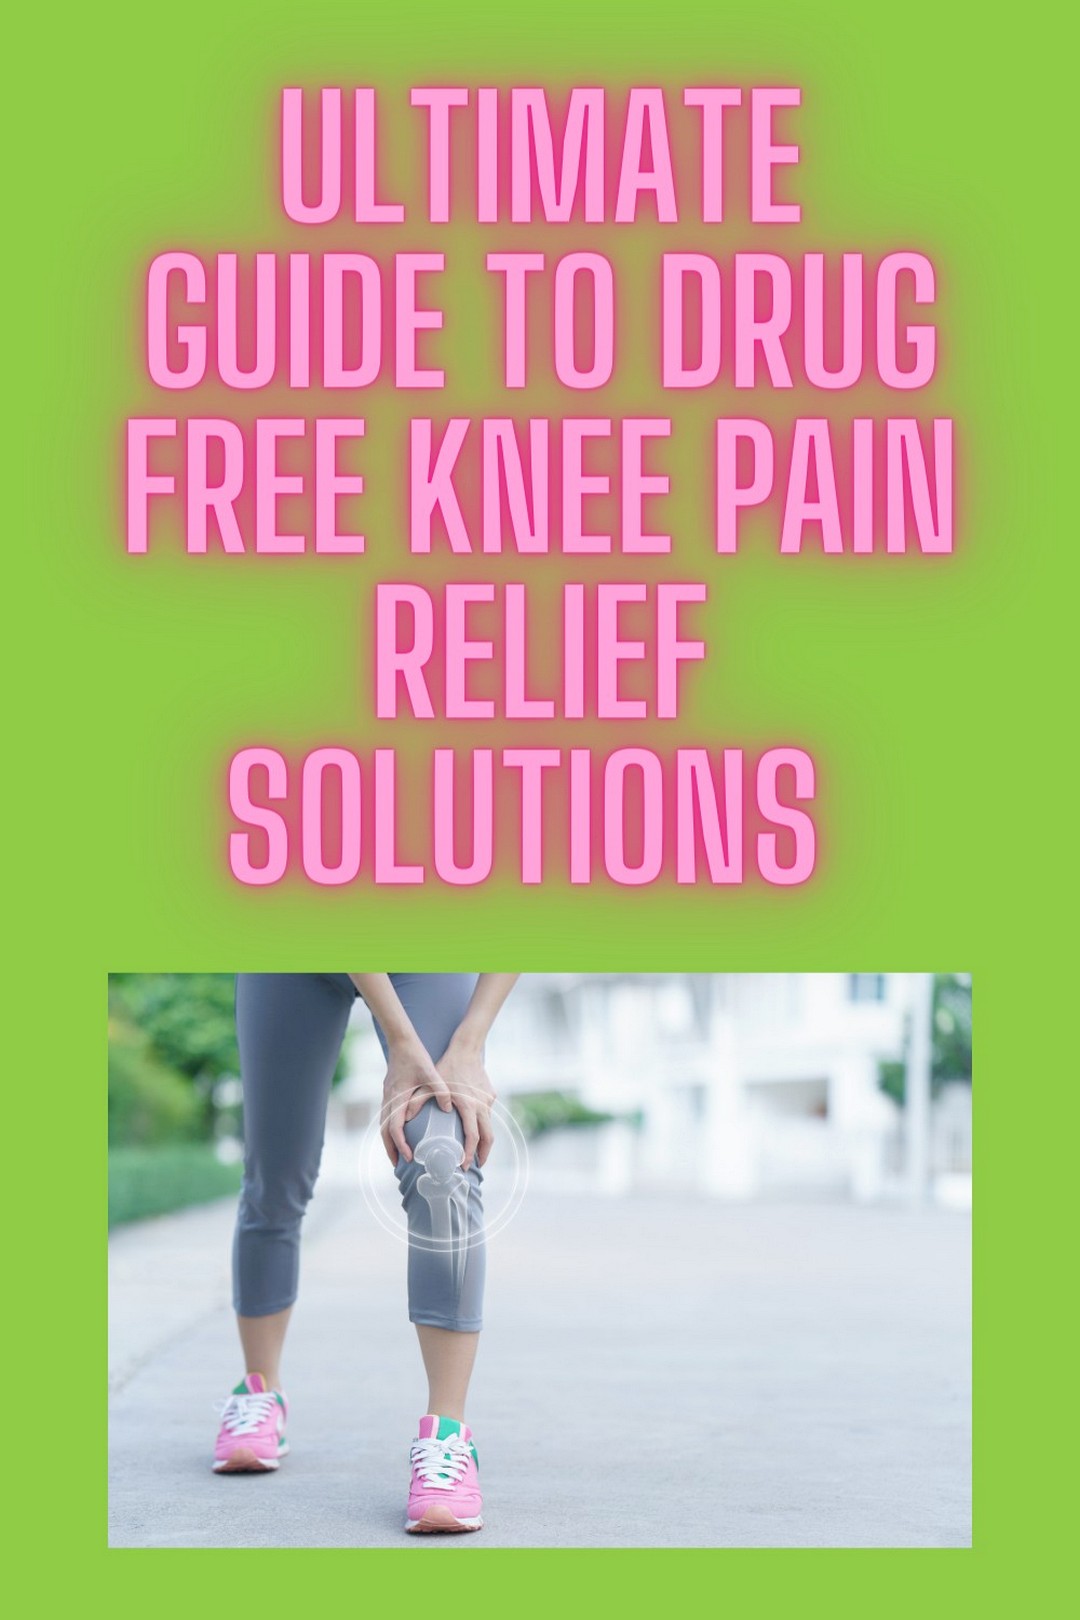 ULTIMATE
GUIDE TO DRUG
FREE KNEE PAIN
RELIEF
SOLUTIONS